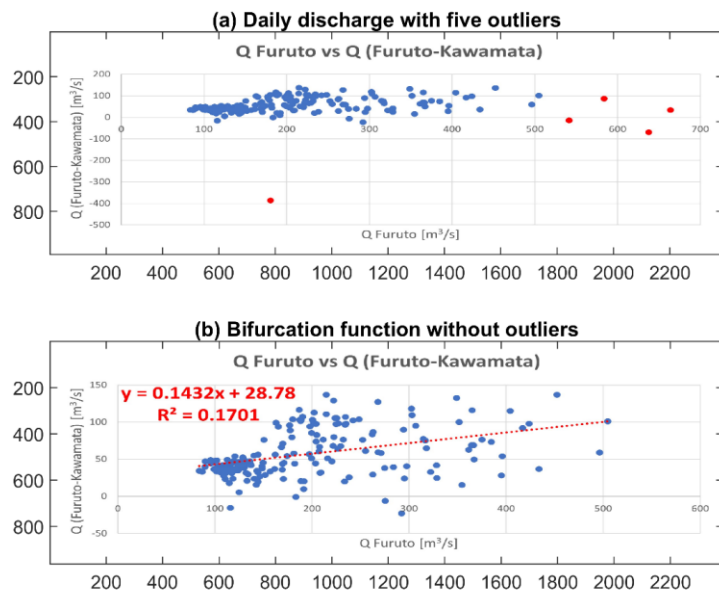 (a) Daily discharge with five outliers
Q Furuto vs Q (Furuto-Kawamata)
Q (Furuto-Kawamata) [m³/s]
200
400
600
800
200
100
0
-100
-200
-300
-400
-500
0 100 200 300 400 500 600 700
Q Furuto [m³/s]
200 400 600 800 1000 1200 1400 1600 1800 2000 2200
(b) Bifurcation function without outliers
Q Furuto vs Q (Furuto-Kawamata)
y = 0.1432x + 28.78
R² = 0.1701
Q (Furuto-Kawamata) [m³/s]
200
400
600
800
150
100
50
0
-50
0 100 200 300 400 500 600
Q Furuto [m³/s]
200 400 600 800 1000 1200 1400 1600 1800 2000 2200